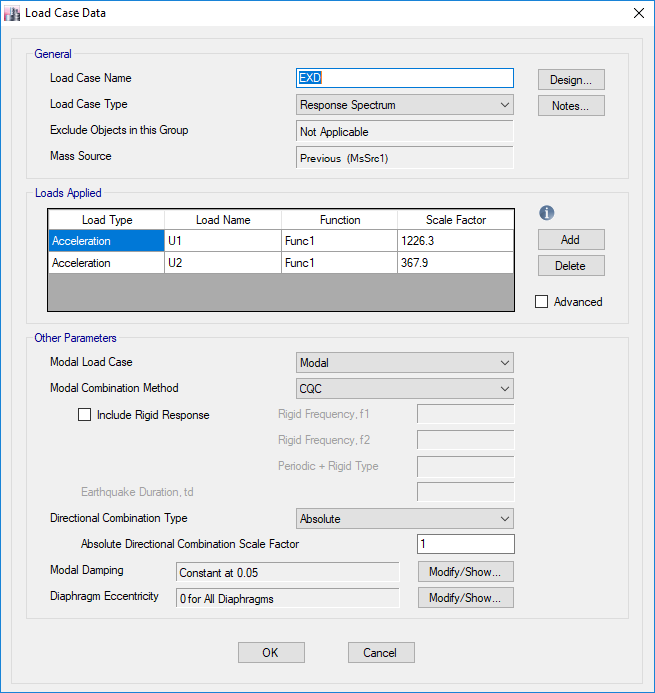 Load Case Data
General
Load Case Name EXD Design...
Load Case Type Response Spectrum Notes...
Exclude Objects in this Group Not Applicable
Mass Source Previous (MsSrc1)
Loads Applied
Load Type Load Name Function Scale Factor
Acceleration U1 Func1 1226.3 Add
Acceleration U2 Func1 367.9 Delete
Advanced
Other Parameters
Modal Load Case Modal
Modal Combination Method CQC
Include Rigid Response Rigid Frequency, f1
Rigid Frequency, f2
Periodic + Rigid Type
Earthquake Duration, td
Directional Combination Type Absolute
Absolute Directional Combination Scale Factor 1
Modal Damping Constant at 0.05 Modify/Show...
Diaphragm Eccentricity 0 for All Diaphragms Modify/Show...
OK Cancel